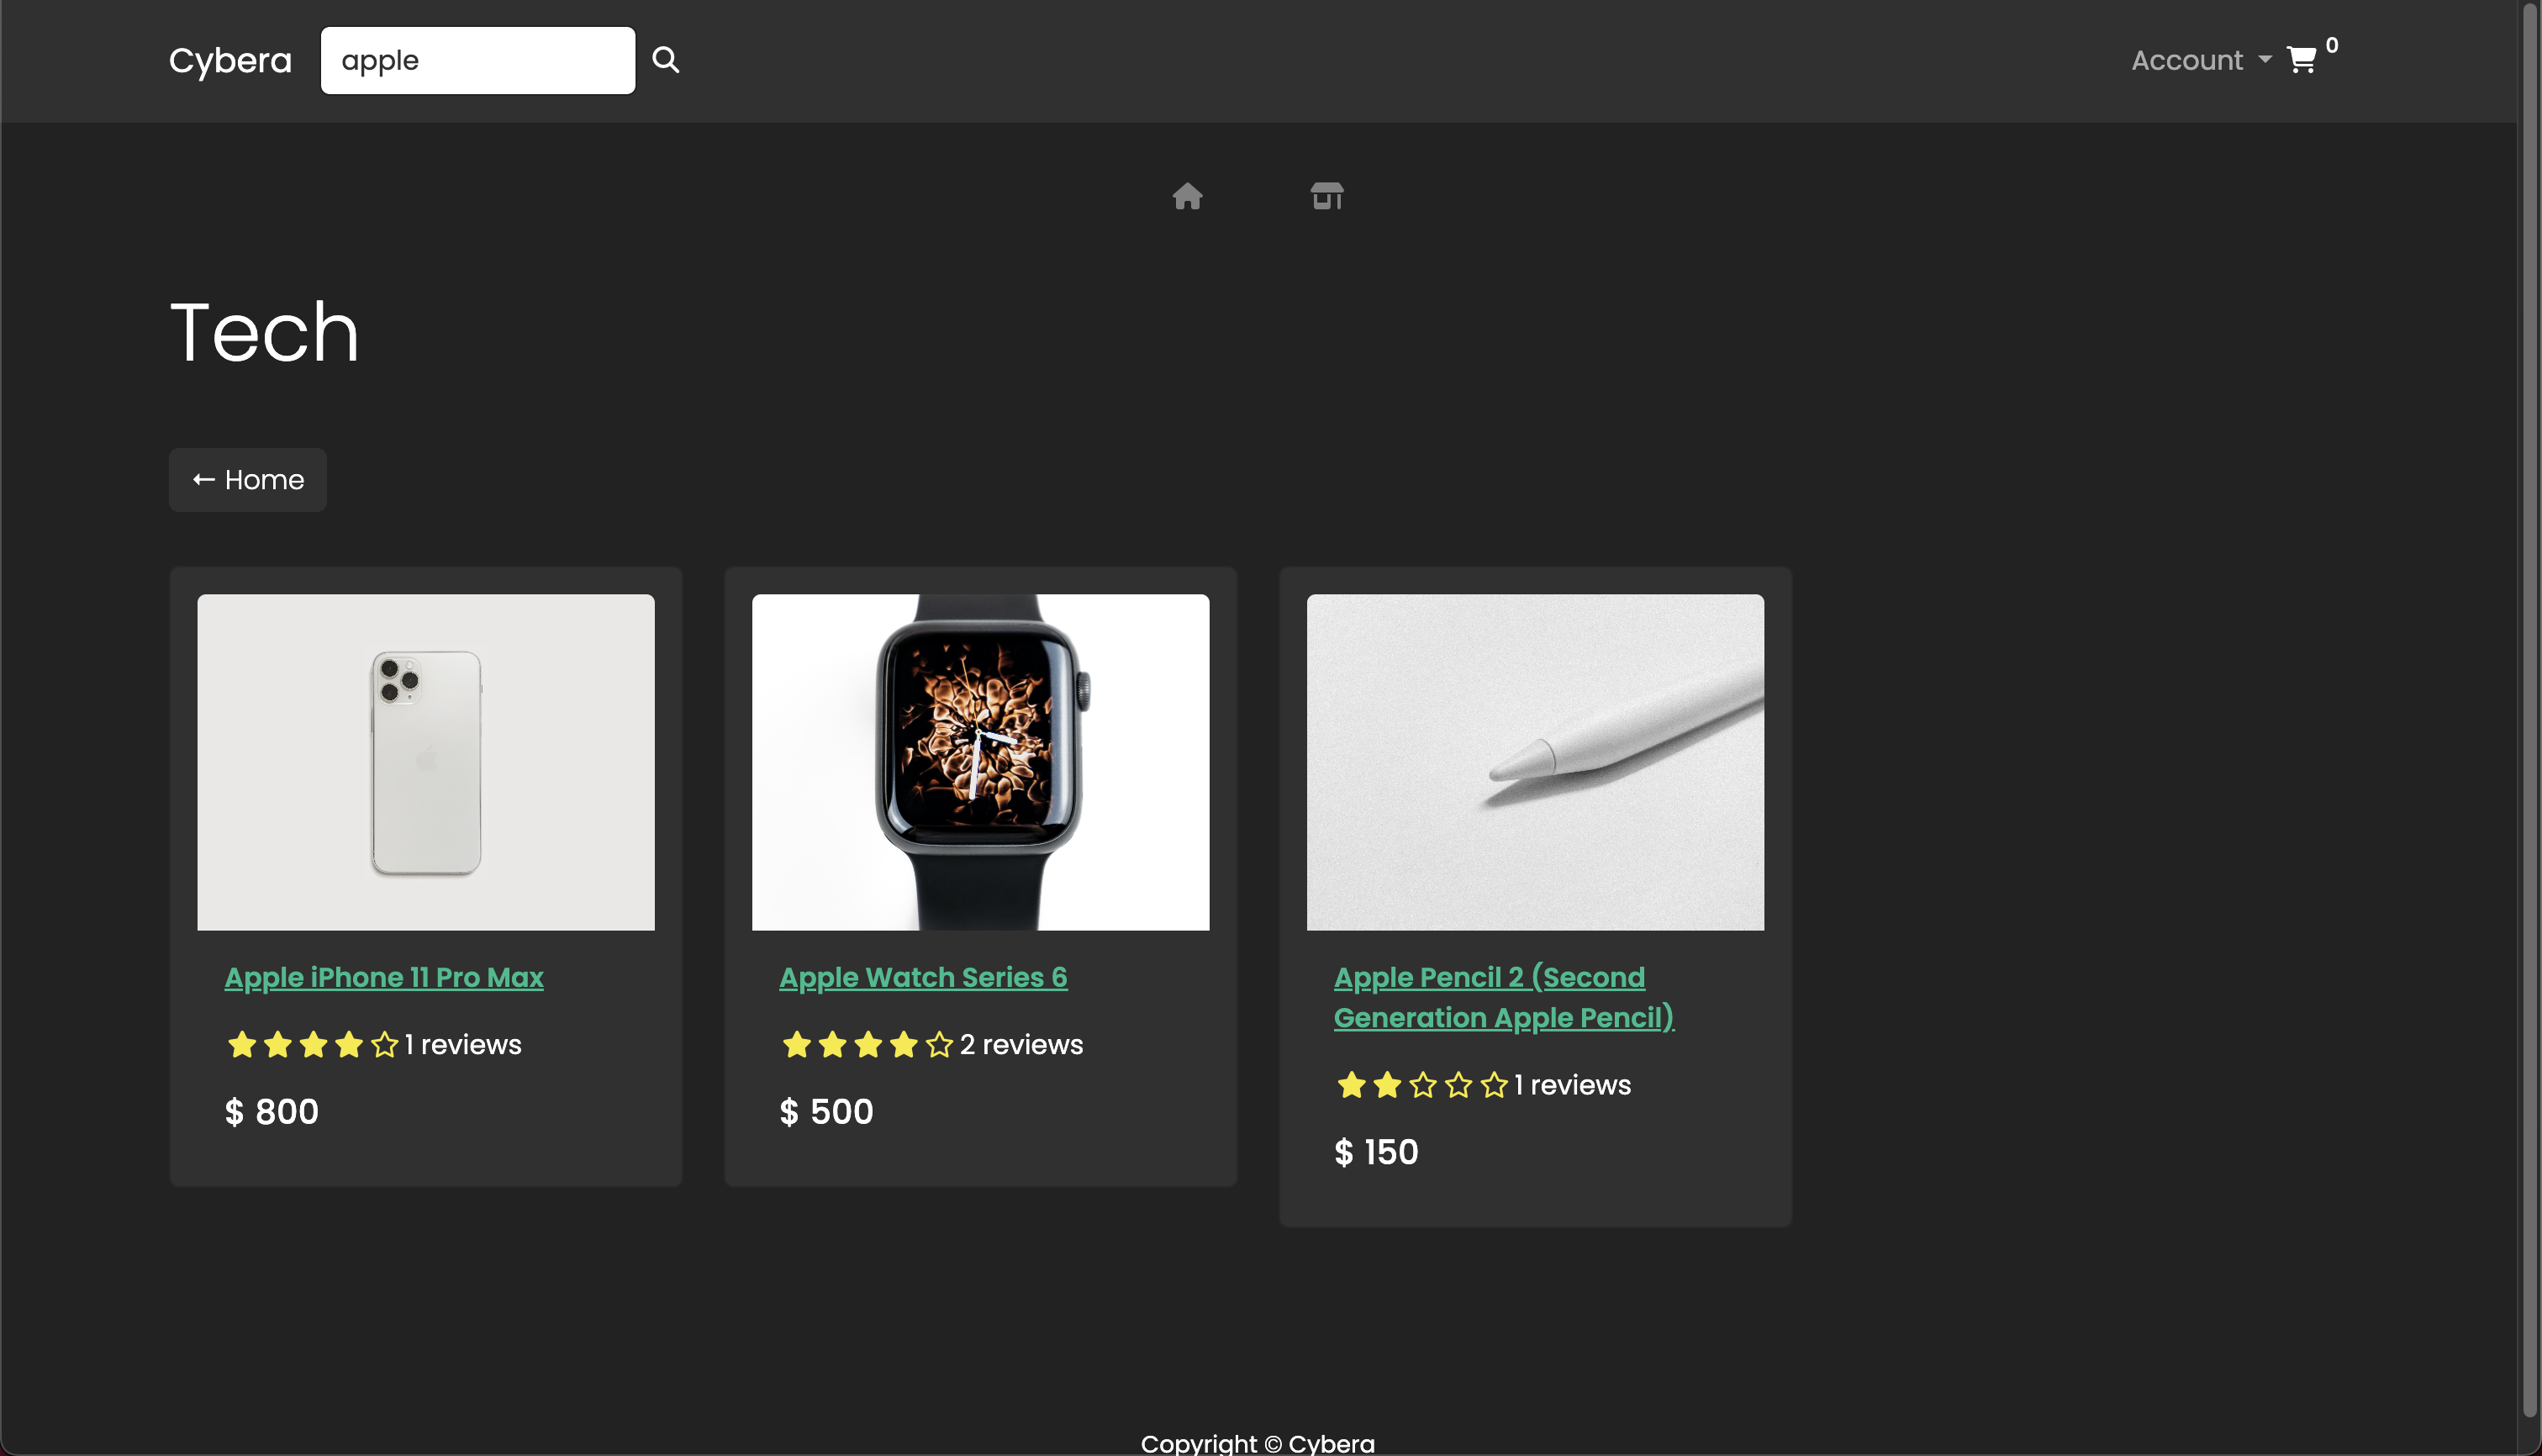 Cybera
apple
Account
0
Tech
← Home
Apple iPhone 11 Pro Max
1 reviews
$ 800
Apple Watch Series 6
2 reviews
$ 500
Apple Pencil 2 (Second
Generation Apple Pencil)
1 reviews
$ 150
Copyright © Cybera